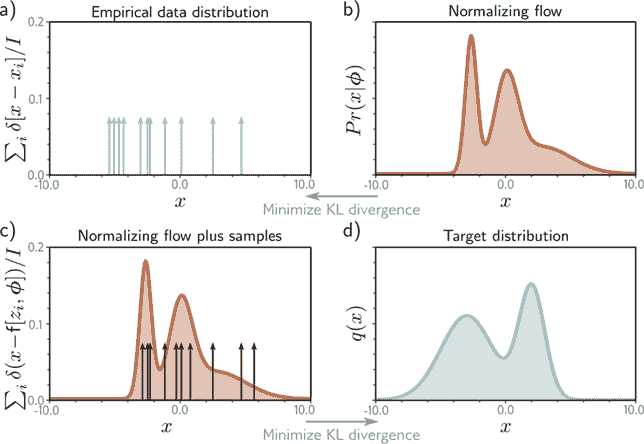 a) Empirical data distribution
0.2
0.1
0.0
-10.0 0.0 10.0
x
∑ᵢ δ[x − xᵢ]/I
b) Normalizing flow
Pr(x|ϕ)
-10.0 0.0 10.0
x
Minimize KL divergence
c) Normalizing flow plus samples
0.2
0.1
0.0
-10.0 0.0 10.0
x
∑ᵢ δ(x−f[zᵢ, ϕ])/I
d) Target distribution
q(x)
-10.0 0.0 10.0
x
Minimize KL divergence